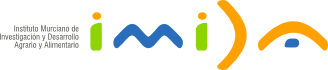 Instituto Murciano de
Investigación y Desarrollo
Agrario y Alimentario
imida